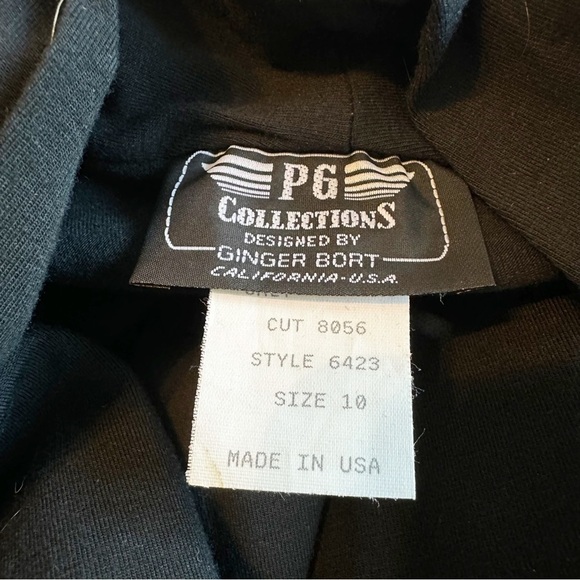 PG
COLLECTIONS
DESIGNED BY
GINGER BORT
CALIFORNIA-U.S.A.
CUT 8056
STYLE 6423
SIZE 10
MADE IN USA